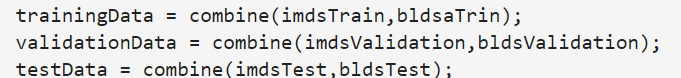 trainingData = combine(imdsTrain,bldsaTrin);
validationData = combine(imdsValidation,bldsValidation);
testData = combine(imdsTest,bldsTest);